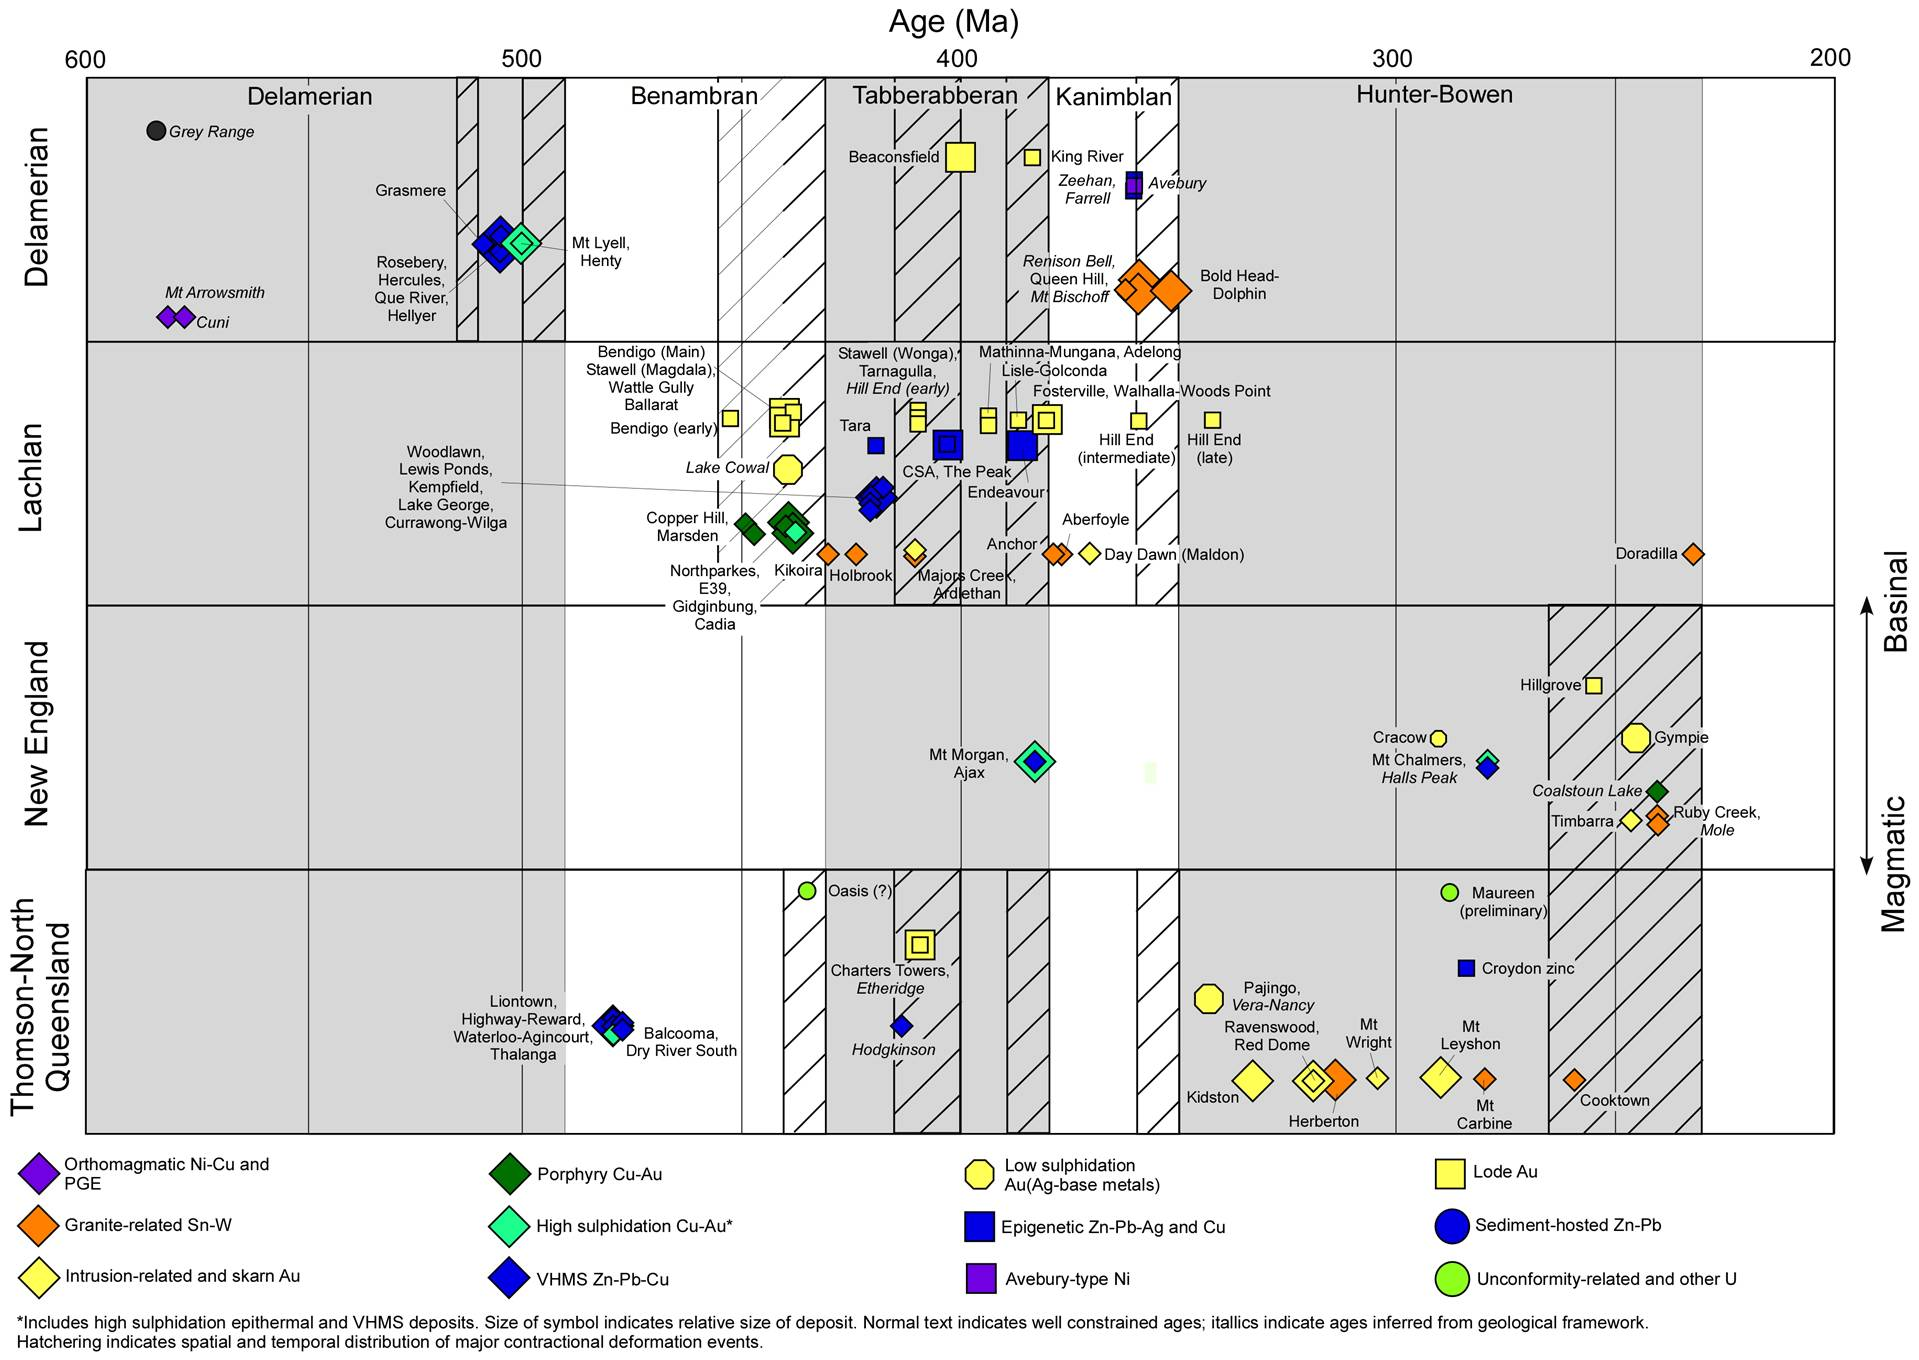 Age (Ma)
600
500
400
300
200
Delamerian
Benambran
Tabberabberan
Kanimblan
Hunter-Bowen
Delamerian
Grey Range
Grasmere
Rosebery,
Hercules,
Que River,
Hellyer
Mt Lyell,
Henty
Mt Arrowsmith
Cuni
Beaconsfield
King River
Zeehan,
Farrell
Avebury
Renison Bell,
Queen Hill,
Mt Bischoff
Bold Head-
Dolphin
Lachlan
Bendigo (Main)
Stawell (Magdala),
Wattle Gully
Ballarat
Bendigo (early)
Stawell (Wonga),
Tarnagulla,
Hill End (early)
Mathinna-Mungana, Adelong
Lisle-Golconda
Fosterville, Walhalla-Woods Point
Tara
Hill End
(intermediate)
Hill End
(late)
Woodlawn,
Lewis Ponds,
Kempfield,
Lake George,
Currawong-Wilga
Lake Cowal
CSA, The Peak
Endeavour
Copper Hill,
Marsden
Northparkes,
E39,
Gidginbung,
Cadia
Kikoira
Holbrook
Majors Creek,
Ardlethan
Anchor
Aberfoyle
Day Dawn (Maldon)
Doradilla
New England
Hillgrove
Cracow
Gympie
Mt Morgan,
Ajax
Mt Chalmers,
Halls Peak
Coalstoun Lake
Timbarra
Ruby Creek,
Mole
Basinal
Magmatic
Thomson-North
Queensland
Oasis (?)
Maureen
(preliminary)
Charters Towers,
Etheridge
Croydon zinc
Liontown,
Highway-Reward,
Waterloo-Agincourt,
Thalanga
Balcooma,
Dry River South
Hodgkinson
Pajingo,
Vera-Nancy
Ravenswood,
Red Dome
Mt
Wright
Mt
Leyshon
Kidston
Herberton
Mt
Carbine
Cooktown
Orthomagmatic Ni-Cu and
PGE
Porphyry Cu-Au
Low sulphidation
Au(Ag-base metals)
Lode Au
Granite-related Sn-W
High sulphidation Cu-Au*
Epigenetic Zn-Pb-Ag and Cu
Sediment-hosted Zn-Pb
Intrusion-related and skarn Au
VHMS Zn-Pb-Cu
Avebury-type Ni
Unconformity-related and other U
*Includes high sulphidation epithermal and VHMS deposits. Size of symbol indicates relative size of deposit. Normal text indicates well constrained ages; itallics indicate ages inferred from geological framework.
Hatchering indicates spatial and temporal distribution of major contractional deformation events.